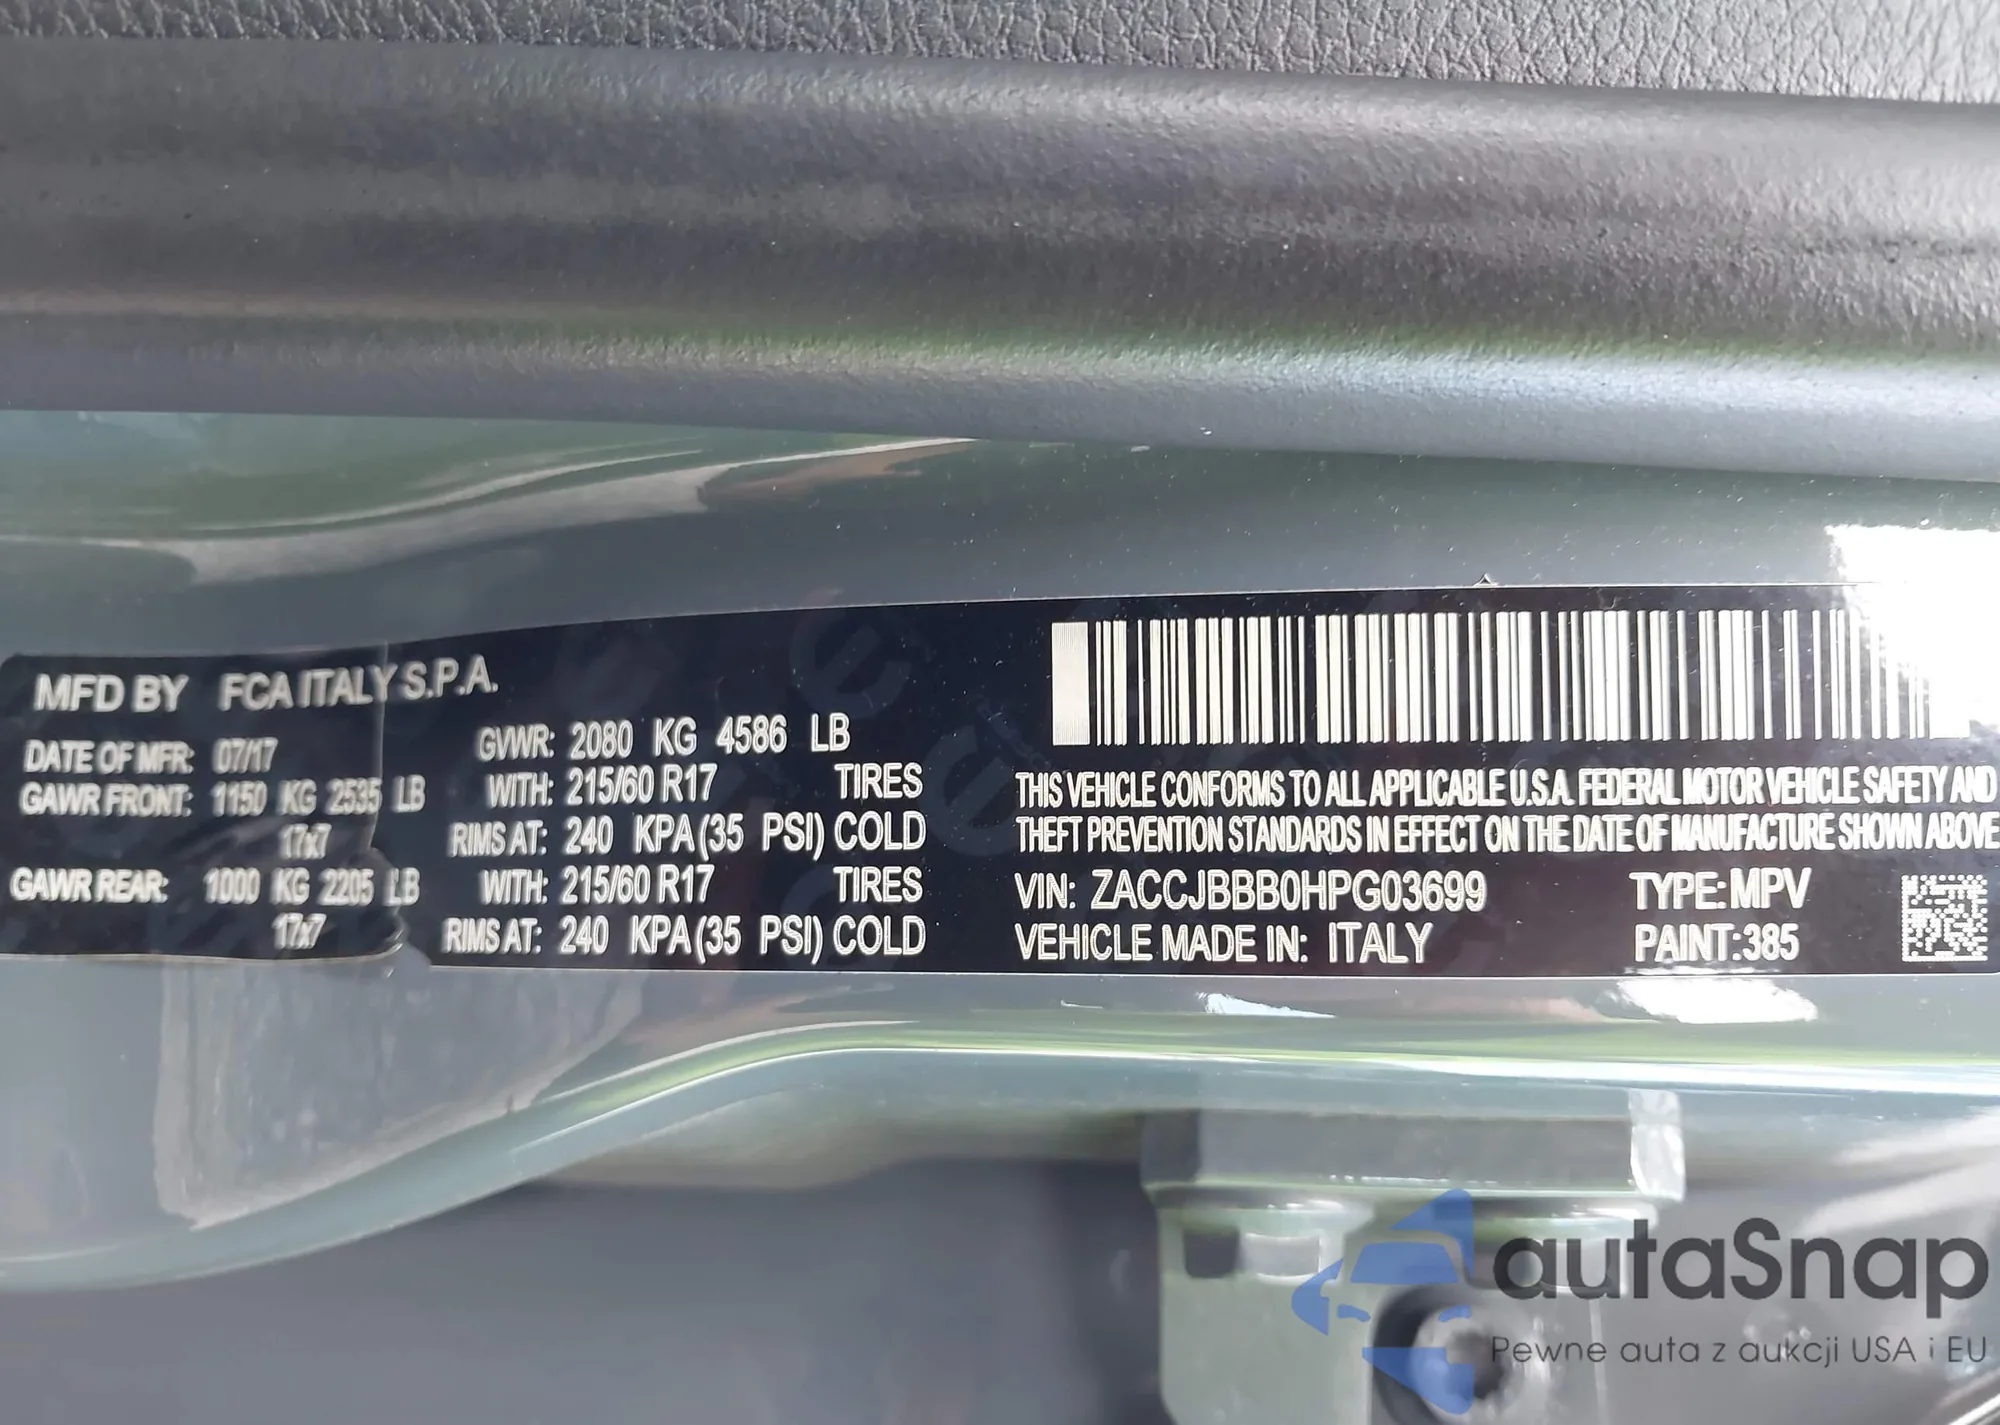 MFD BY FCA ITALY S.P.A.
DATE OF MFR: 07/17 GVWR: 2080 KG 4586 LB
GAWR FRONT: 1150 KG 2535 LB WITH: 215/60 R17 TIRES
17x7 RIMS AT: 240 KPA (35 PSI) COLD
GAWR REAR: 1000 KG 2205 LB WITH: 215/60 R17 TIRES
17x7 RIMS AT: 240 KPA (35 PSI) COLD
THIS VEHICLE CONFORMS TO ALL APPLICABLE U.S.A. FEDERAL MOTOR VEHICLE SAFETY AND
THEFT PREVENTION STANDARDS IN EFFECT ON THE DATE OF MANUFACTURE SHOWN ABOVE
VIN: ZACCJBBB0HPG03699 TYPE: MPV
VEHICLE MADE IN: ITALY PAINT: 385
autaSnap
Pewne auta z aukcji USA i EU